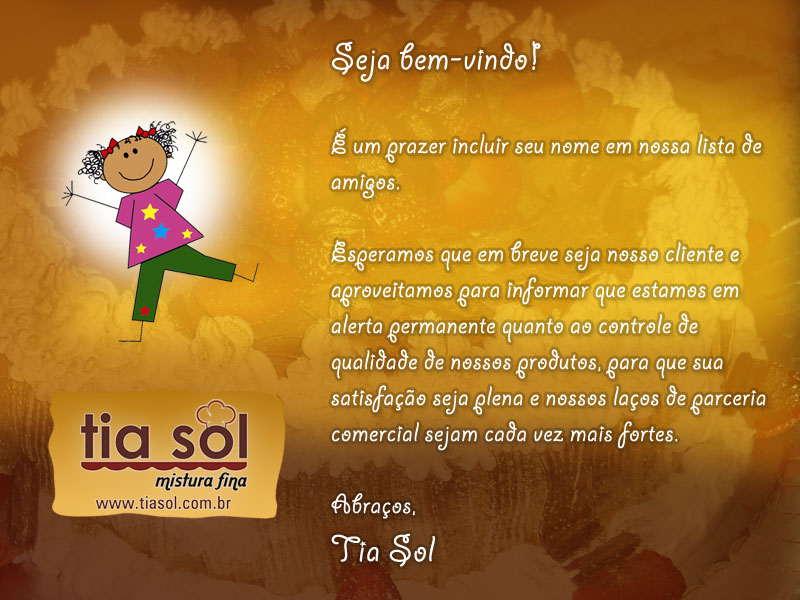 Seja bem-vindo!
É um prazer incluir seu nome em nossa lista de
amigos.
Esperamos que em breve seja nosso cliente e
aproveitamos para informar que estamos em
alerta permanente quanto ao controle de
qualidade de nossos produtos, para que sua
satisfação seja plena e nossos laços de parceria
comercial sejam cada vez mais fortes.
Abraços,
Tia Sol
tia sol
mistura fina
www.tiasol.com.br